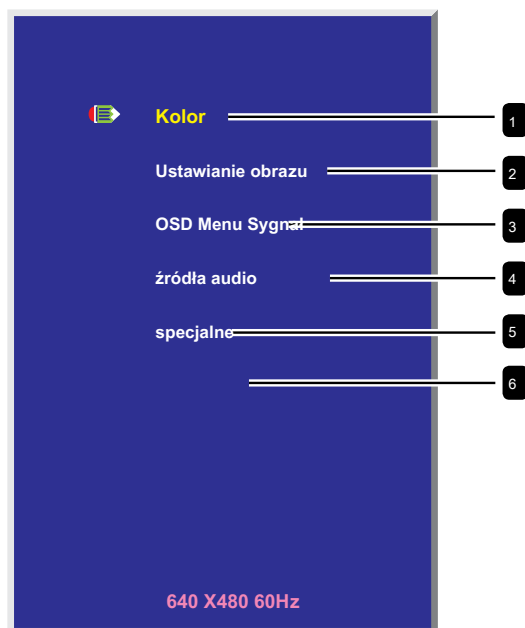 Kolor
1
Ustawianie obrazu
2
OSD Menu Sygnał
3
źródła audio
4
specjalne
5
6
640 X480 60Hz